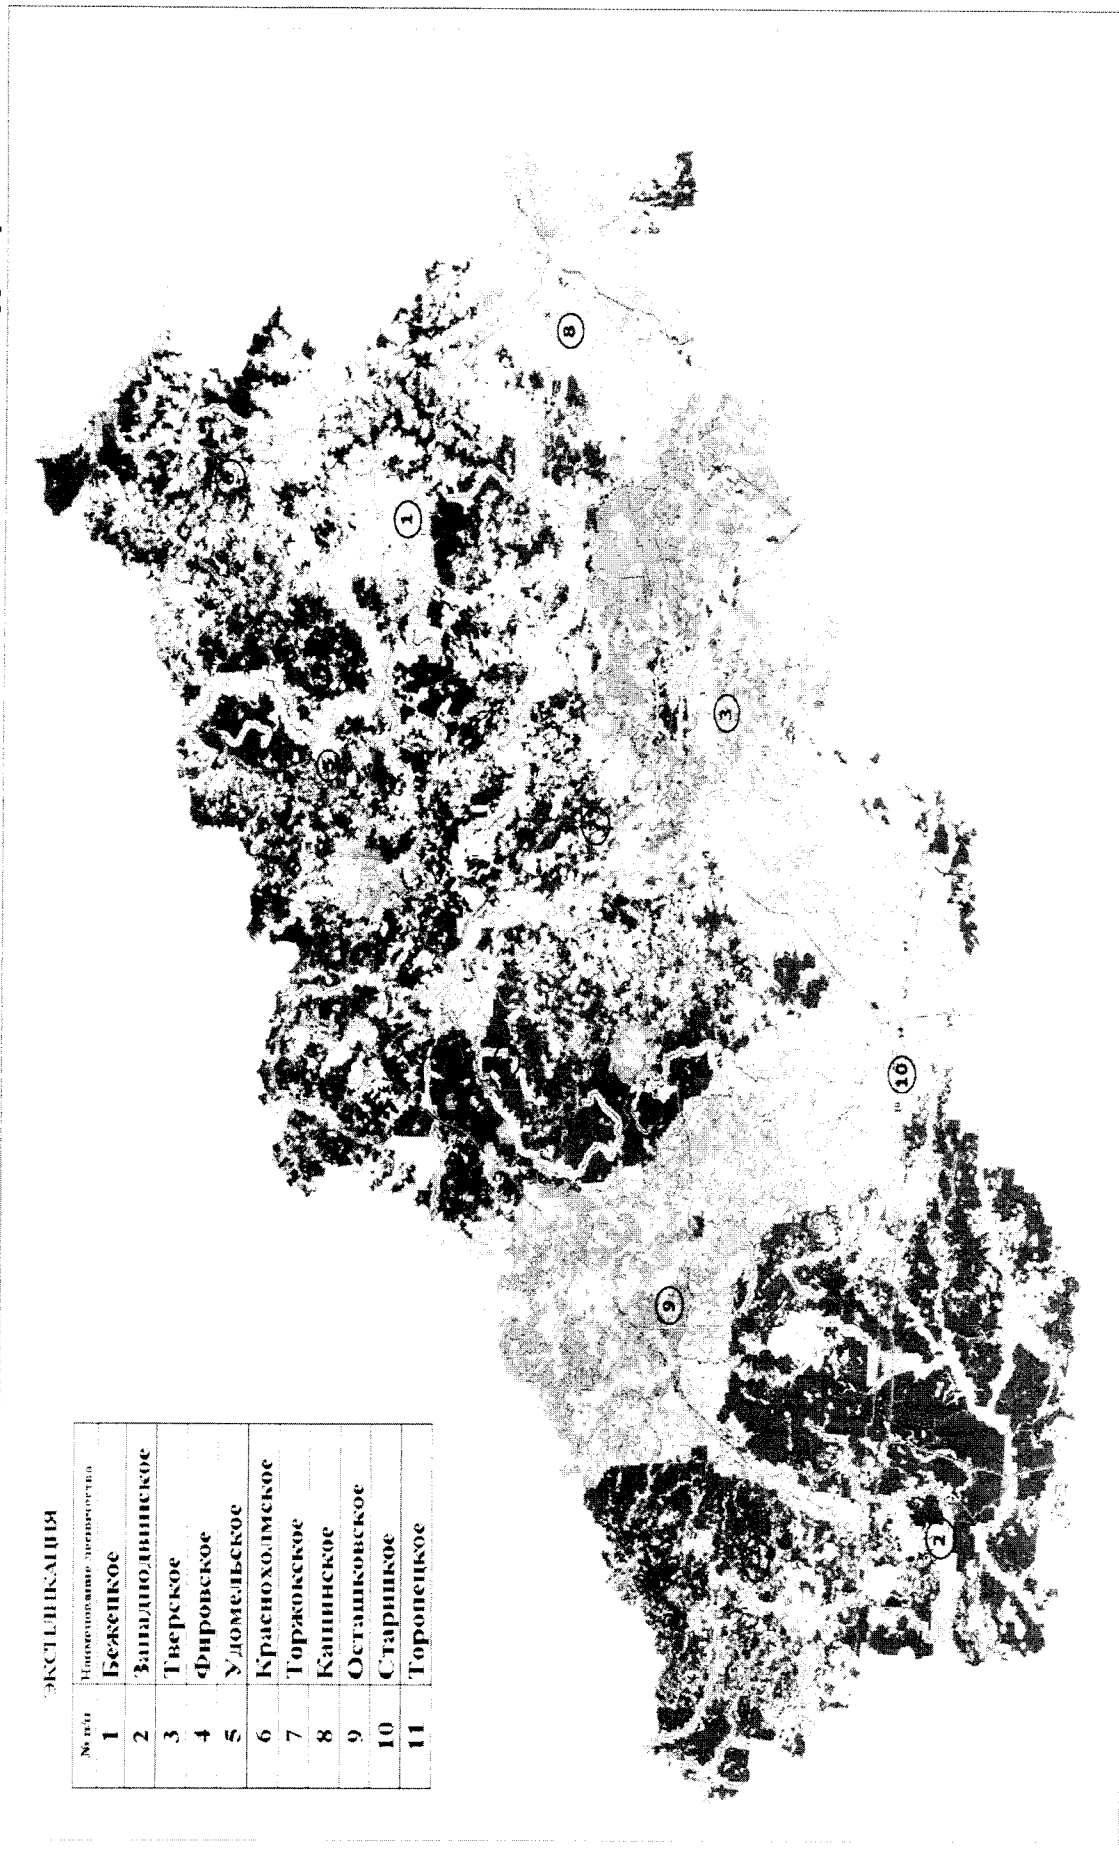 ЭКСПЛИКАЦИЯ
№ п/п Наименование лесничества
1 Бежецкое
2 Западнодвинское
3 Тверское
4 Фировское
5 Удомельское
6 Краснохолмское
7 Торжокское
8 Кашинское
9 Осташковское
10 Старицкое
11 Торопецкое
8
1
3
10
9
2